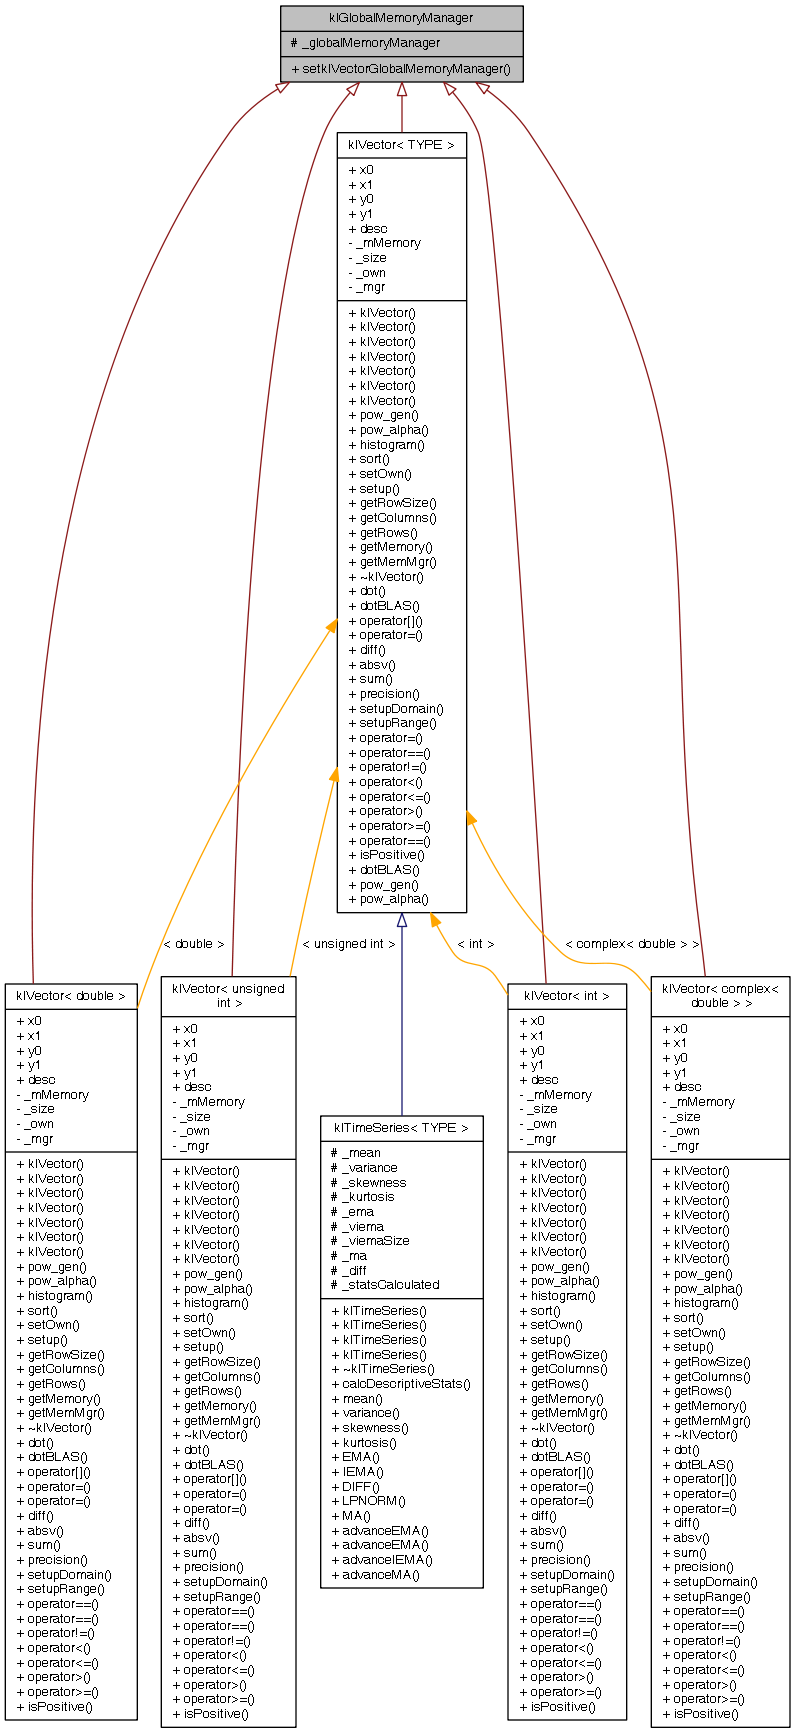 klGlobalMemoryManager
# _globalMemoryManager
+ setklVectorGlobalMemoryManager()
klVector< TYPE >
+ x0
+ x1
+ y0
+ y1
+ desc
- _mMemory
- _size
- _own
- _mgr
+ klVector()
+ klVector()
+ klVector()
+ klVector()
+ klVector()
+ klVector()
+ klVector()
+ pow_gen()
+ pow_alpha()
+ histogram()
+ sort()
+ setOwn()
+ setup()
+ getRowSize()
+ getColumns()
+ getRows()
+ getMemory()
+ getMemMgr()
+ ~klVector()
+ dot()
+ dotBLAS()
+ operator[]()
+ operator=()
+ diff()
+ absv()
+ sum()
+ precision()
+ setupDomain()
+ setupRange()
+ operator=()
+ operator==()
+ operator!=()
+ operator<()
+ operator<=()
+ operator>()
+ operator>=()
+ operator==()
+ isPositive()
+ dotBLAS()
+ pow_gen()
+ pow_alpha()
< double >
< unsigned int >
< int >
< complex< double > >
klVector< double >
+ x0
+ x1
+ y0
+ y1
+ desc
- _mMemory
- _size
- _own
- _mgr
+ klVector()
+ klVector()
+ klVector()
+ klVector()
+ klVector()
+ klVector()
+ klVector()
+ pow_gen()
+ pow_alpha()
+ histogram()
+ sort()
+ setOwn()
+ setup()
+ getRowSize()
+ getColumns()
+ getRows()
+ getMemory()
+ getMemMgr()
+ ~klVector()
+ dot()
+ dotBLAS()
+ operator[]()
+ operator=()
+ operator=()
+ diff()
+ absv()
+ sum()
+ precision()
+ setupDomain()
+ setupRange()
+ operator==()
+ operator==()
+ operator!=()
+ operator<()
+ operator<=()
+ operator>()
+ operator>=()
+ isPositive()
klVector< unsigned
int >
+ x0
+ x1
+ y0
+ y1
+ desc
- _mMemory
- _size
- _own
- _mgr
+ klVector()
+ klVector()
+ klVector()
+ klVector()
+ klVector()
+ klVector()
+ klVector()
+ pow_gen()
+ pow_alpha()
+ histogram()
+ sort()
+ setOwn()
+ setup()
+ getRowSize()
+ getColumns()
+ getRows()
+ getMemory()
+ getMemMgr()
+ ~klVector()
+ dot()
+ dotBLAS()
+ operator[]()
+ operator=()
+ operator=()
+ diff()
+ absv()
+ sum()
+ precision()
+ setupDomain()
+ setupRange()
+ operator==()
+ operator==()
+ operator!=()
+ operator<()
+ operator<=()
+ operator>()
+ operator>=()
+ isPositive()
klTimeSeries< TYPE >
# _mean
# _variance
# _skewness
# _kurtosis
# _ema
# _viema
# _viemaSize
# _ma
# _diff
# _statsCalculated
+ klTimeSeries()
+ klTimeSeries()
+ klTimeSeries()
+ klTimeSeries()
+ ~klTimeSeries()
+ calcDescriptiveStats()
+ mean()
+ variance()
+ skewness()
+ kurtosis()
+ EMA()
+ IEMA()
+ DIFF()
+ LPNORM()
+ MA()
+ advanceEMA()
+ advanceEMA()
+ advanceIEMA()
+ advanceMA()
klVector< int >
+ x0
+ x1
+ y0
+ y1
+ desc
- _mMemory
- _size
- _own
- _mgr
+ klVector()
+ klVector()
+ klVector()
+ klVector()
+ klVector()
+ klVector()
+ klVector()
+ pow_gen()
+ pow_alpha()
+ histogram()
+ sort()
+ setOwn()
+ setup()
+ getRowSize()
+ getColumns()
+ getRows()
+ getMemory()
+ getMemMgr()
+ ~klVector()
+ dot()
+ dotBLAS()
+ operator[]()
+ operator=()
+ operator=()
+ diff()
+ absv()
+ sum()
+ precision()
+ setupDomain()
+ setupRange()
+ operator==()
+ operator==()
+ operator!=()
+ operator<()
+ operator<=()
+ operator>()
+ operator>=()
+ isPositive()
klVector< complex<
double > >
+ x0
+ x1
+ y0
+ y1
+ desc
- _mMemory
- _size
- _own
- _mgr
+ klVector()
+ klVector()
+ klVector()
+ klVector()
+ klVector()
+ klVector()
+ klVector()
+ pow_gen()
+ pow_alpha()
+ histogram()
+ sort()
+ setOwn()
+ setup()
+ getRowSize()
+ getColumns()
+ getRows()
+ getMemory()
+ getMemMgr()
+ ~klVector()
+ dot()
+ dotBLAS()
+ operator[]()
+ operator=()
+ operator=()
+ diff()
+ absv()
+ sum()
+ precision()
+ setupDomain()
+ setupRange()
+ operator==()
+ operator==()
+ operator!=()
+ operator<()
+ operator<=()
+ operator>()
+ operator>=()
+ isPositive()